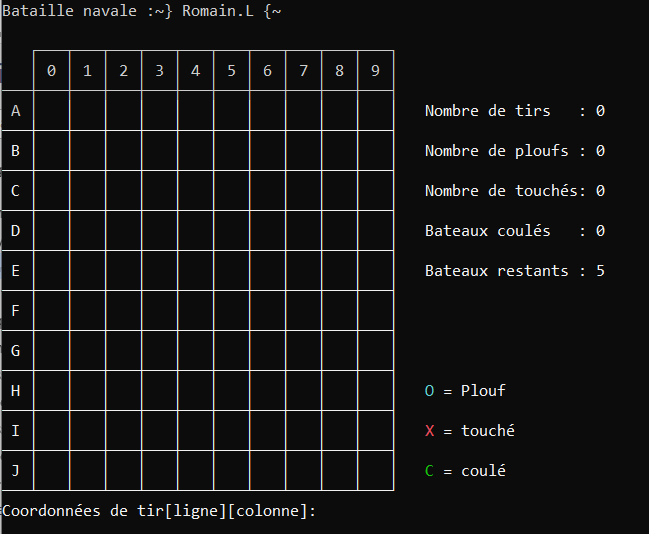 Bataille navale :~} Romain.L {~
0 1 2 3 4 5 6 7 8 9
A Nombre de tirs : 0
B Nombre de ploufs : 0
C Nombre de touchés: 0
D Bateaux coulés : 0
E Bateaux restants : 5
F
G
H O = Plouf
I X = touché
J C = coulé
Coordonnées de tir[ligne][colonne]: